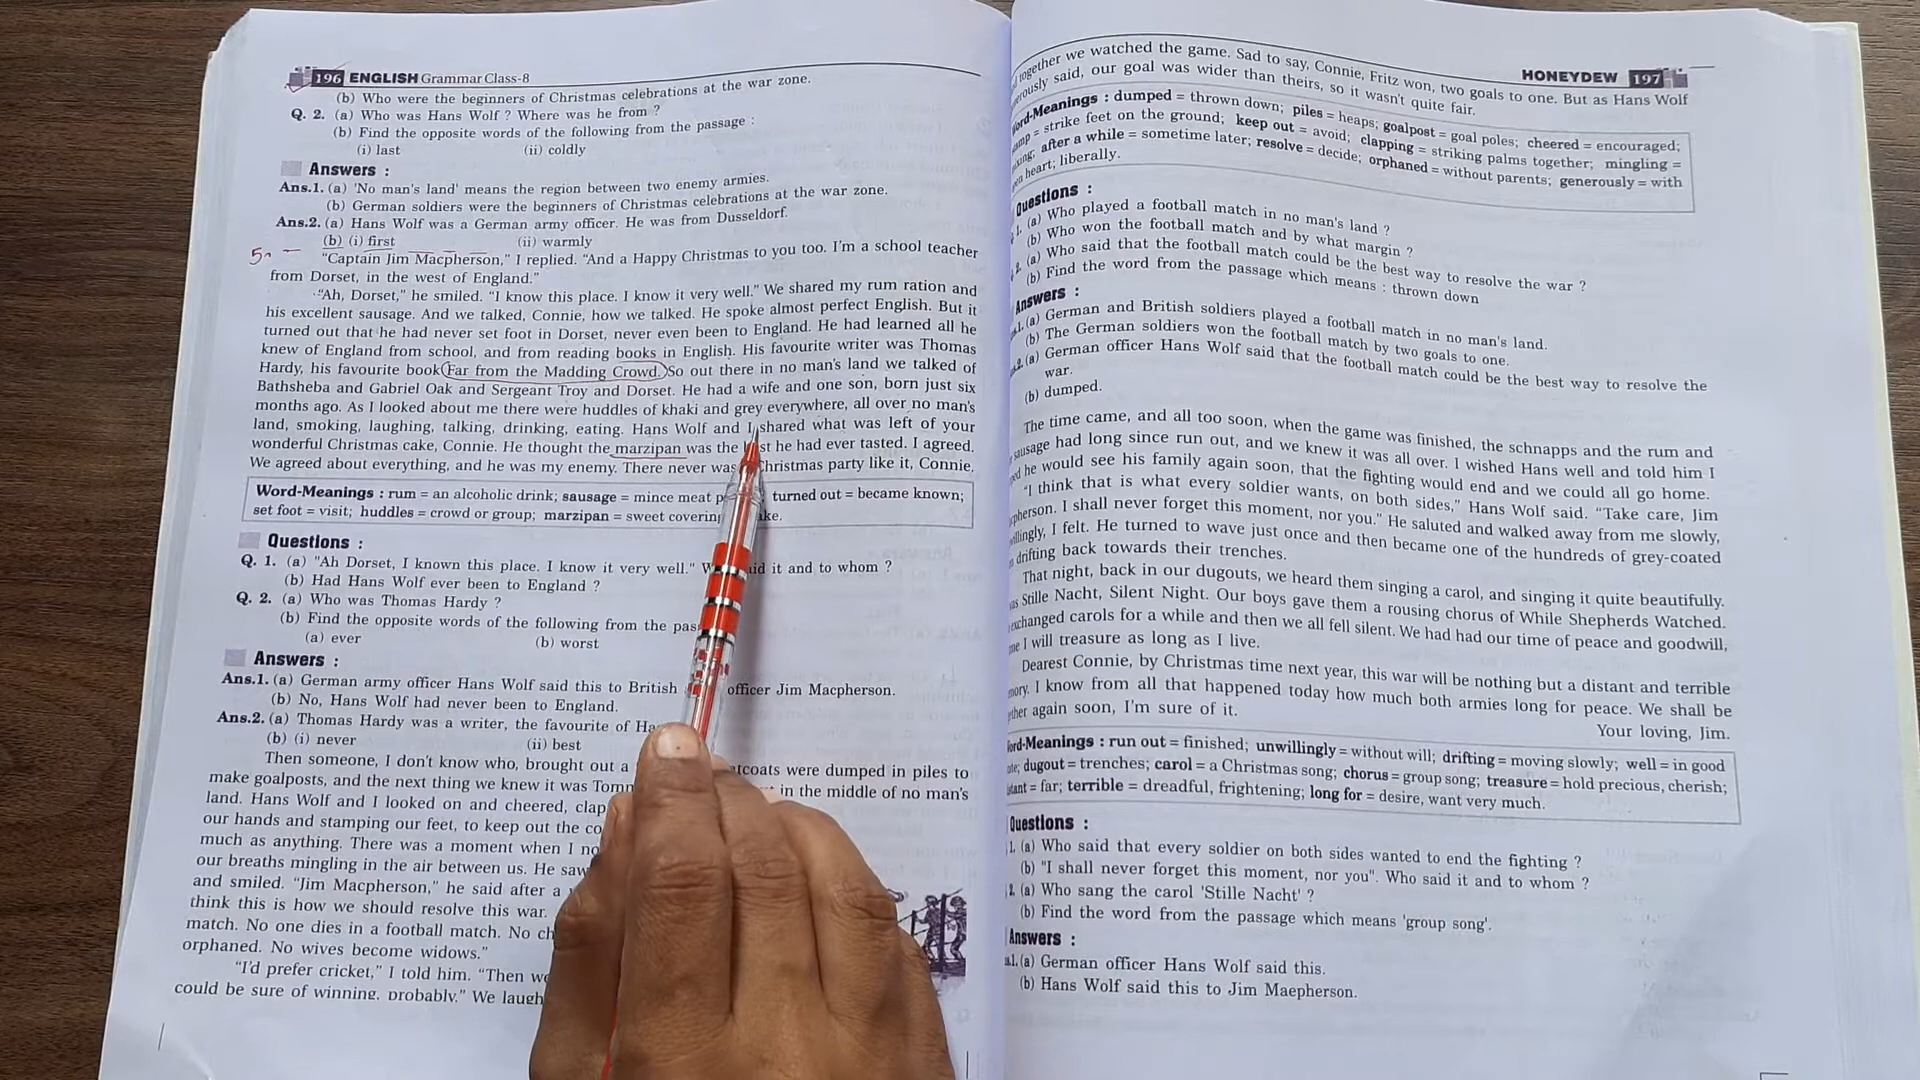 196 ENGLISH Grammar Class-8
(b) Who were the beginners of Christmas celebrations at the war zone.
Q. 2. (a) Who was Hans Wolf ? Where was he from ?
(b) Find the opposite words of the following from the passage :
(i) last (ii) coldly
Answers :
Ans.1. (a) 'No man's land' means the region between two enemy armies.
(b) German soldiers were the beginners of Christmas celebrations at the war zone.
Ans.2. (a) Hans Wolf was a German army officer. He was from Dusseldorf.
(b) (i) first (ii) warmly
"Captain Jim Macpherson," I replied. "And a Happy Christmas to you too. I'm a school teacher
from Dorset, in the west of England."
"Ah, Dorset," he smiled. "I know this place. I know it very well." We shared my rum ration and
his excellent sausage. And we talked, Connie, how we talked. He spoke almost perfect English. But it
turned out that he had never set foot in Dorset, never even been to England. He had learned all he
knew of England from school, and from reading books in English. His favourite writer was Thomas
Hardy, his favourite book Far from the Madding Crowd. So out there in no man's land we talked of
Bathsheba and Gabriel Oak and Sergeant Troy and Dorset. He had a wife and one son, born just six
months ago. As I looked about me there were huddles of khaki and grey everywhere, all over no man's
land, smoking, laughing, talking, drinking, eating. Hans Wolf and I shared what was left of your
wonderful Christmas cake, Connie. He thought the marzipan was the he had ever tasted. I agreed.
We agreed about everything, and he was my enemy. There never was Christmas party like it, Connie.
Word-Meanings : rum = an alcoholic drink; sausage = mince meat turned out = became known;
set foot = visit; huddles = crowd or group; marzipan = sweet covering
Questions :
Q. 1. (a) "Ah Dorset, I known this place. I know it very well." it and to whom ?
(b) Had Hans Wolf ever been to England ?
Q. 2. (a) Who was Thomas Hardy ?
(b) Find the opposite words of the following from the
(a) ever (b) worst
Answers :
Ans.1. (a) German army officer Hans Wolf said this to British officer Jim Macpherson.
(b) No, Hans Wolf had never been to England.
Ans.2. (a) Thomas Hardy was a writer, the favourite of
(b) (i) never (ii) best
Then someone, I don't know who, brought out a were dumped in piles to
make goalposts, and the next thing we knew it was in the middle of no man's
land. Hans Wolf and I looked on and cheered,
our hands and stamping our feet, to keep out the
much as anything. There was a moment when I
our breaths mingling in the air between us. He saw
and smiled. "Jim Macpherson," he said after a
think this is how we should resolve this war.
match. No one dies in a football match. No
orphaned. No wives become widows."
"I'd prefer cricket," I told him. "Then
could be sure of winning, probably." We
HONEYDEW 197
together we watched the game. Sad to say, Connie, Fritz won, two goals to one. But as Hans Wolf
said, our goal was wider than theirs, so it wasn't quite fair.
Word-Meanings : dumped = thrown down; piles = heaps; goalpost = goal poles; cheered = encouraged;
= strike feet on the ground; keep out = avoid; clapping = striking palms together; mingling =
after a while = sometime later; resolve = decide; orphaned = without parents; generously = with
heart; liberally.
Questions :
(a) Who played a football match in no man's land ?
(b) Who won the football match and by what margin ?
(a) Who said that the football match could be the best way to resolve the war ?
(b) Find the word from the passage which means : thrown down
Answers :
(a) German and British soldiers played a football match in no man's land.
(b) The German soldiers won the football match by two goals to one.
(a) German officer Hans Wolf said that the football match could be the best way to resolve the
war.
(b) dumped.
The time came, and all too soon, when the game was finished, the schnapps and the rum and
sausage had long since run out, and we knew it was all over. I wished Hans well and told him I
he would see his family again soon, that the fighting would end and we could all go home.
"I think that is what every soldier wants, on both sides," Hans Wolf said. "Take care, Jim
I shall never forget this moment, nor you." He saluted and walked away from me slowly,
I felt. He turned to wave just once and then became one of the hundreds of grey-coated
drifting back towards their trenches.
That night, back in our dugouts, we heard them singing a carol, and singing it quite beautifully.
Stille Nacht, Silent Night. Our boys gave them a rousing chorus of While Shepherds Watched.
exchanged carols for a while and then we all fell silent. We had had our time of peace and goodwill,
I will treasure as long as I live.
Dearest Connie, by Christmas time next year, this war will be nothing but a distant and terrible
I know from all that happened today how much both armies long for peace. We shall be
again soon, I'm sure of it.
Your loving, Jim.
Word-Meanings : run out = finished; unwillingly = without will; drifting = moving slowly; well = in good
dugout = trenches; carol = a Christmas song; chorus = group song; treasure = hold precious, cherish;
= far; terrible = dreadful, frightening; long for = desire, want very much.
Questions :
1. (a) Who said that every soldier on both sides wanted to end the fighting ?
(b) "I shall never forget this moment, nor you". Who said it and to whom ?
2. (a) Who sang the carol 'Stille Nacht' ?
(b) Find the word from the passage which means 'group song'.
Answers :
1. (a) German officer Hans Wolf said this.
(b) Hans Wolf said this to Jim Maepherson.